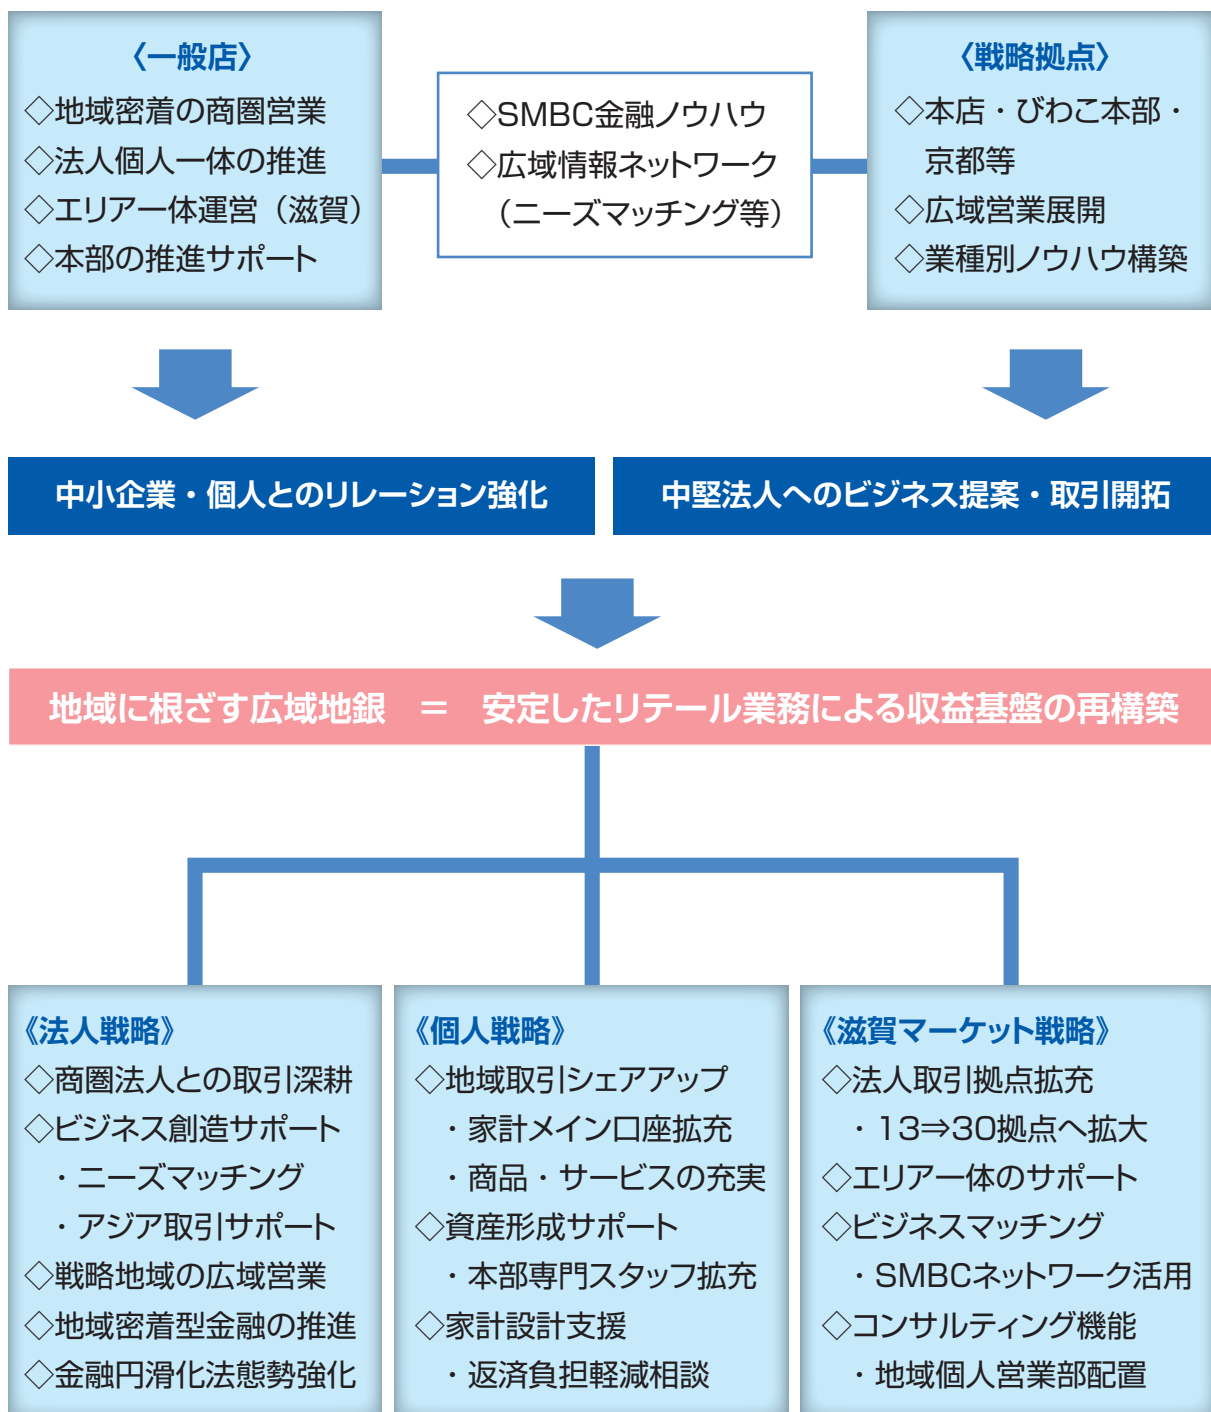 〈一般店〉
◇地域密着の商圏営業
◇法人個人一体の推進
◇エリア一体運営（滋賀）
◇本部の推進サポート
◇SMBC金融ノウハウ
◇広域情報ネットワーク
（ニーズマッチング等）
〈戦略拠点〉
◇本店・びわこ本部・
京都等
◇広域営業展開
◇業種別ノウハウ構築
中小企業・個人とのリレーション強化
中堅法人へのビジネス提案・取引開拓
地域に根ざす広域地銀　＝　安定したリテール業務による収益基盤の再構築
《法人戦略》
◇商圏法人との取引深耕
◇ビジネス創造サポート
・ニーズマッチング
・アジア取引サポート
◇戦略地域の広域営業
◇地域密着型金融の推進
◇金融円滑化法態勢強化
《個人戦略》
◇地域取引シェアアップ
・家計メイン口座拡充
・商品・サービスの充実
◇資産形成サポート
・本部専門スタッフ拡充
◇家計設計支援
・返済負担軽減相談
《滋賀マーケット戦略》
◇法人取引拠点拡充
・13⇒30拠点へ拡大
◇エリア一体のサポート
◇ビジネスマッチング
・SMBCネットワーク活用
◇コンサルティング機能
・地域個人営業部配置